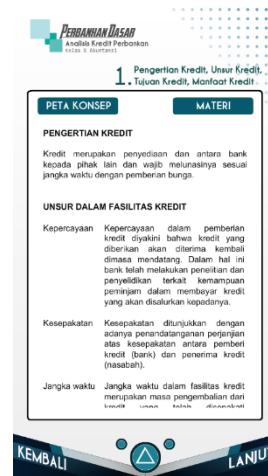 PERBANKAN DASAR
Analisis Kredit Perbankan
Kelas X Akuntansi
1. Pengertian Kredit, Unsur Kredit,
Tujuan Kredit, Manfaat Kredit
PETA KONSEP
MATERI
PENGERTIAN KREDIT
Kredit merupakan penyediaan dan antara bank
kepada pihak lain dan wajib melunasinya sesuai
jangka waktu dengan pemberian bunga.
UNSUR DALAM FASILITAS KREDIT
Kepercayaan Kepercayaan dalam pemberian
kredit diyakini bahwa kredit yang
diberikan akan diterima kembali
dimasa mendatang. Dalam hal ini
bank telah melakukan penelitian dan
penyelidikan terkait kemampuan
peminjam dalam membayar kredit
yang akan disalurkan kepadanya.
Kesepakatan Kesepakatan ditunjukkan dengan
adanya penandatanganan perjanjian
atas kesepakatan antara pemberi
kredit (bank) dan penerima kredit
(nasabah).
Jangka waktu Jangka waktu dalam fasilitas kredit
merupakan masa pengembalian dari
kredit yang telah disepakati
KEMBALI
LANJU